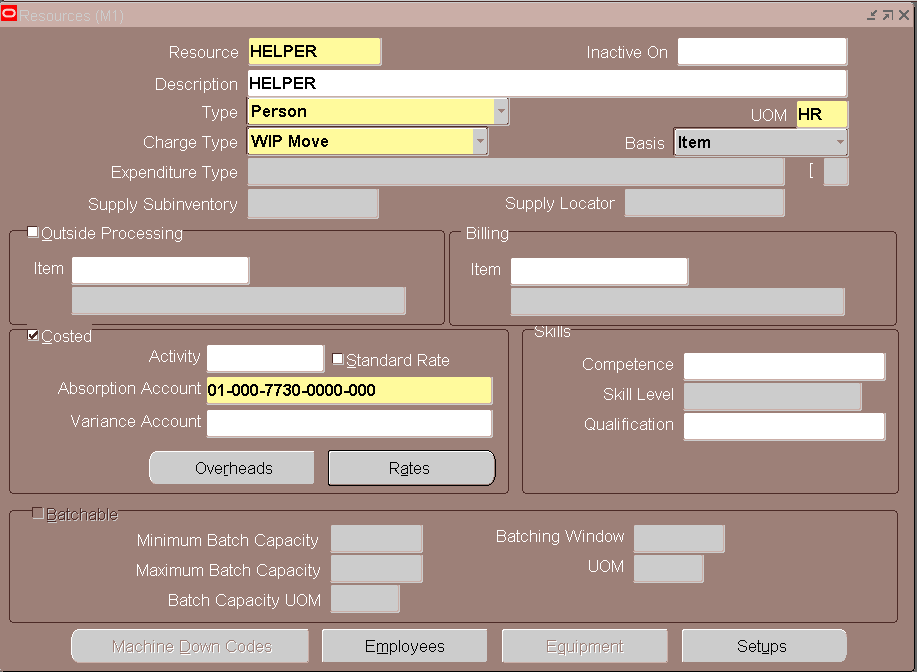 Resources (M1)
Resource HELPER Inactive On
Description HELPER
Type Person UOM HR
Charge Type WIP Move Basis Item
Expenditure Type [
Supply Subinventory Supply Locator
Outside Processing Billing
Item Item
Costed Skills
Activity Standard Rate Competence
Absorption Account 01-000-7730-0000-000 Skill Level
Variance Account Qualification
Overheads Rates
Batchable
Minimum Batch Capacity Batching Window
Maximum Batch Capacity UOM
Batch Capacity UOM
Machine Down Codes Employees Equipment Setups